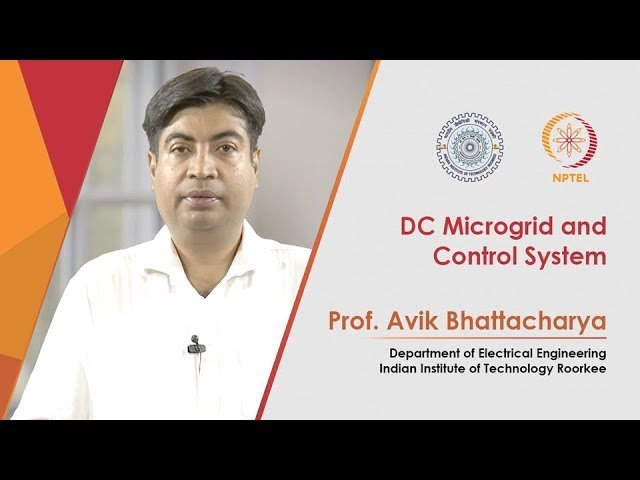 NPTEL
DC Microgrid and
Control System
Prof. Avik Bhattacharya
Department of Electrical Engineering
Indian Institute of Technology Roorkee